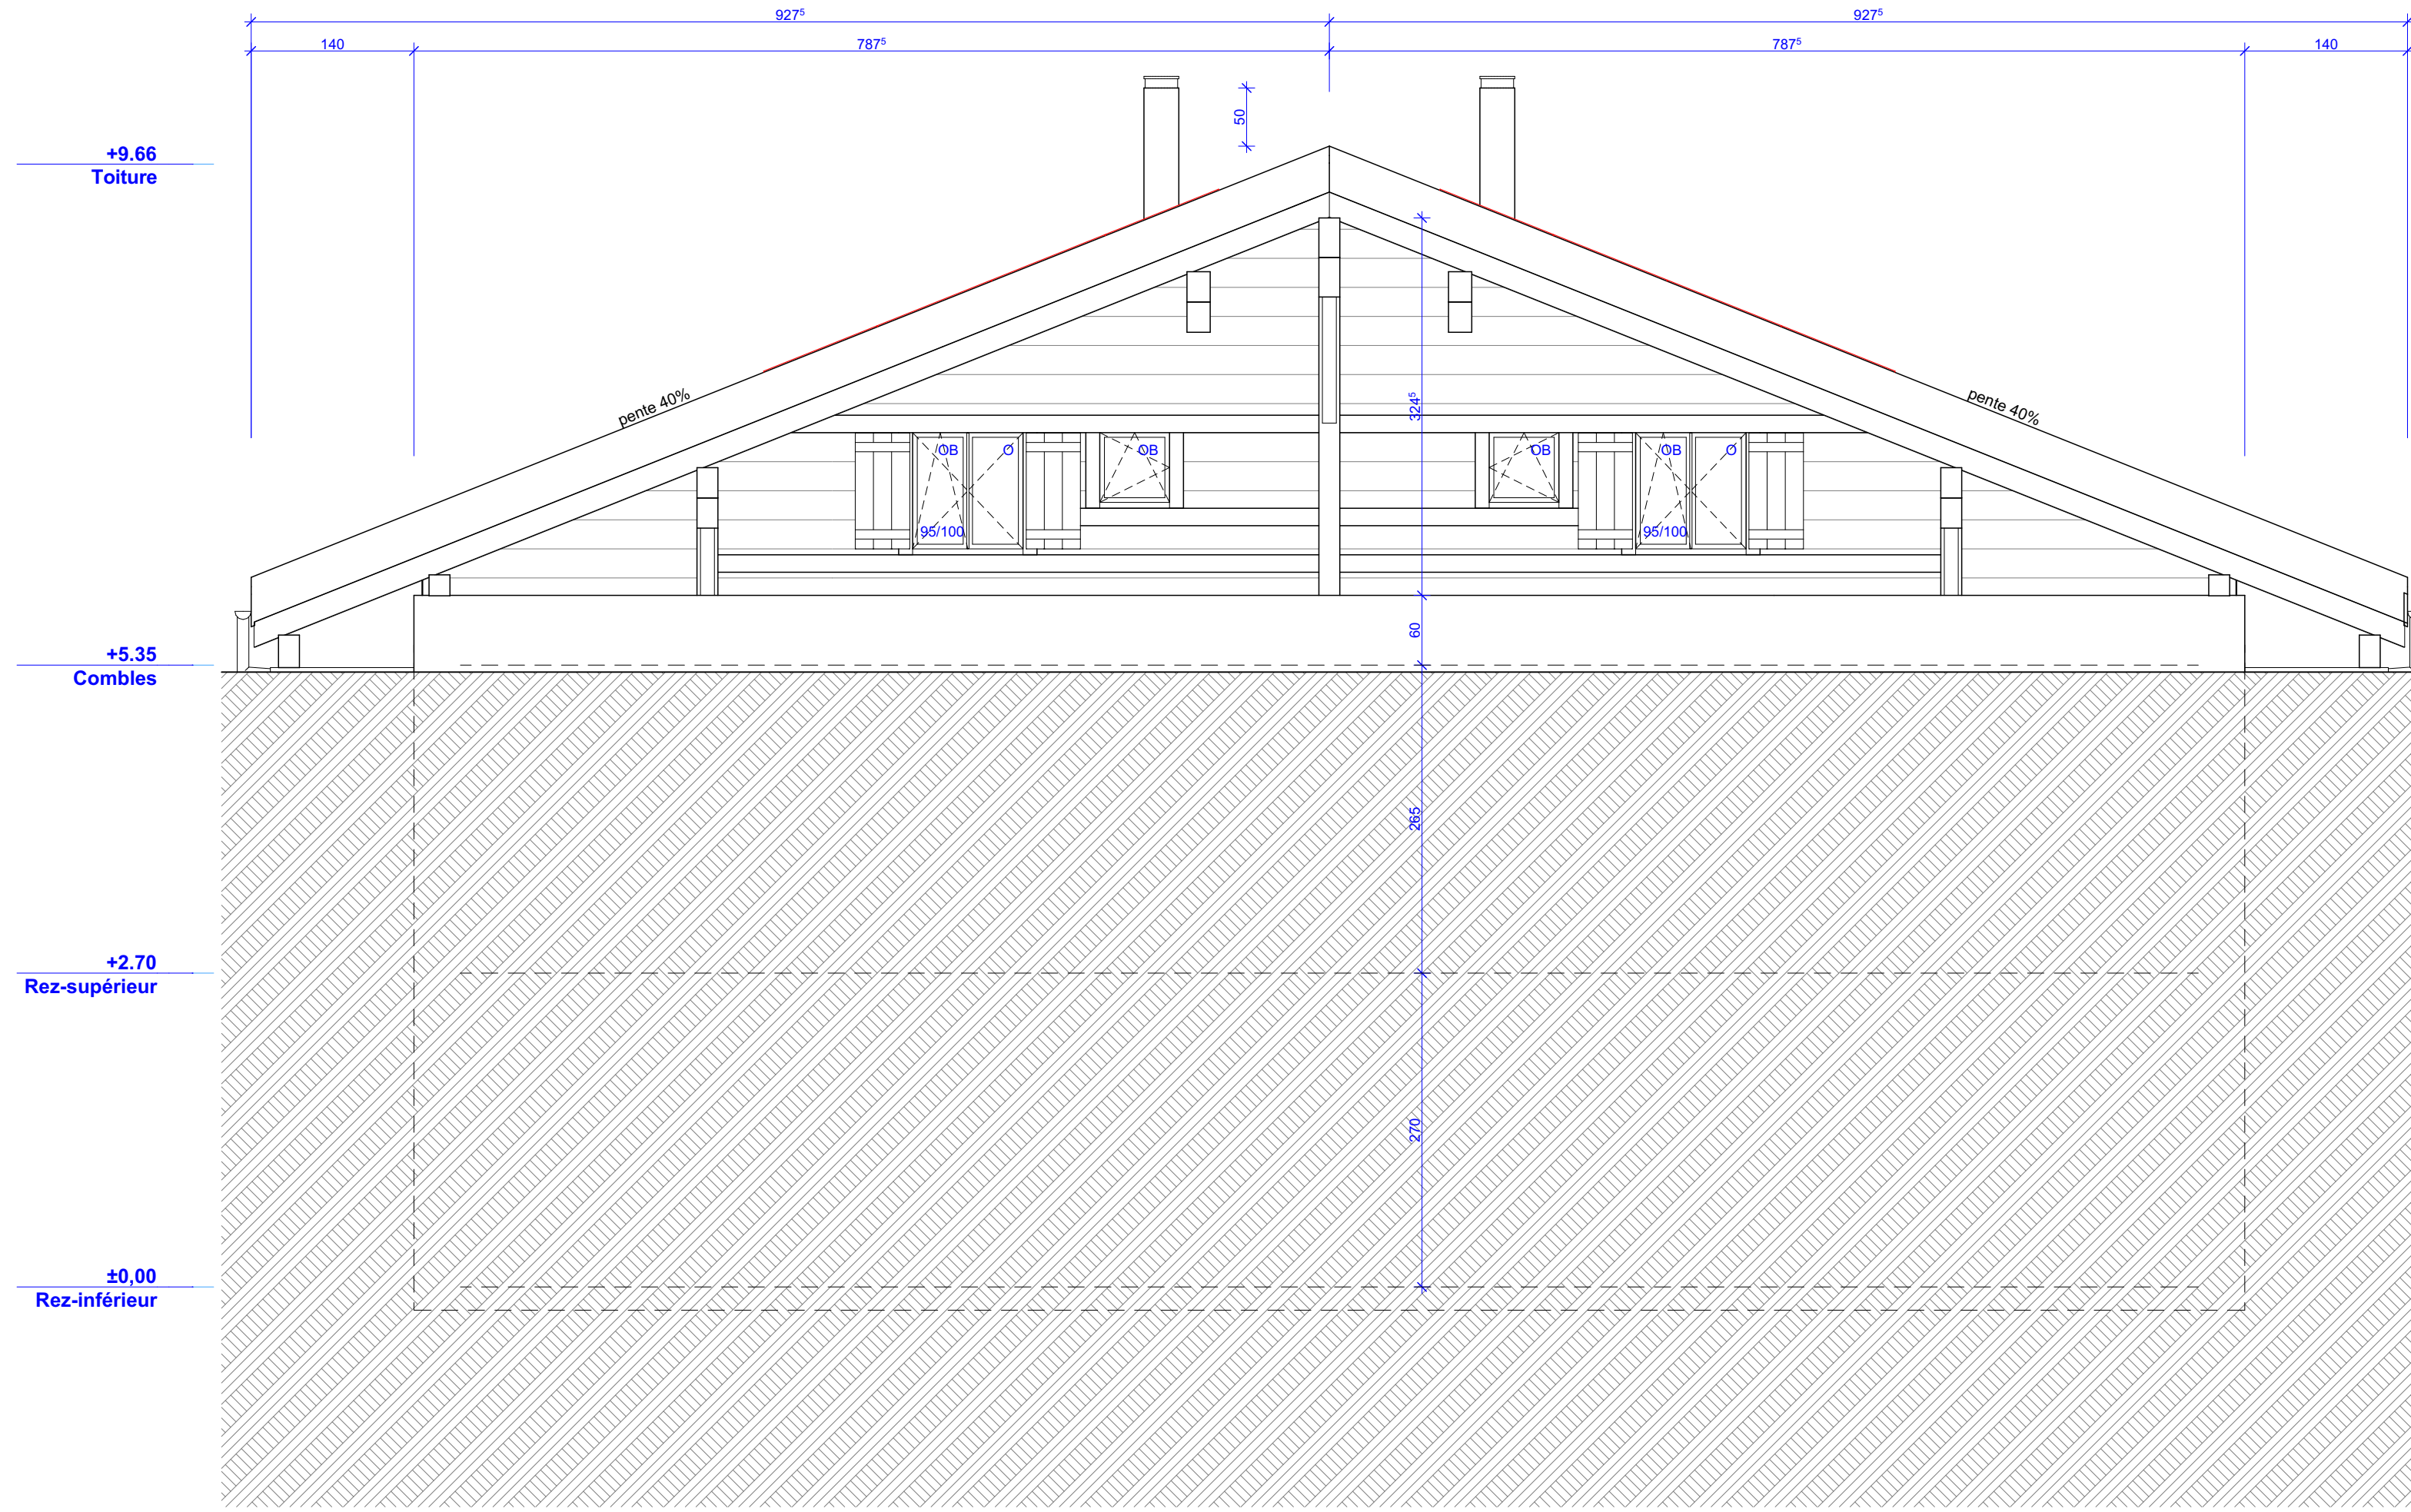 927⁵
927⁵
140
787⁵
787⁵
140
50
+9.66
Toiture
324⁵
pente 40%
pente 40%
OB
O
OB
OB
OB
O
95/100
95/100
60
+5.35
Combles
265
+2.70
Rez-supérieur
270
±0,00
Rez-inférieur